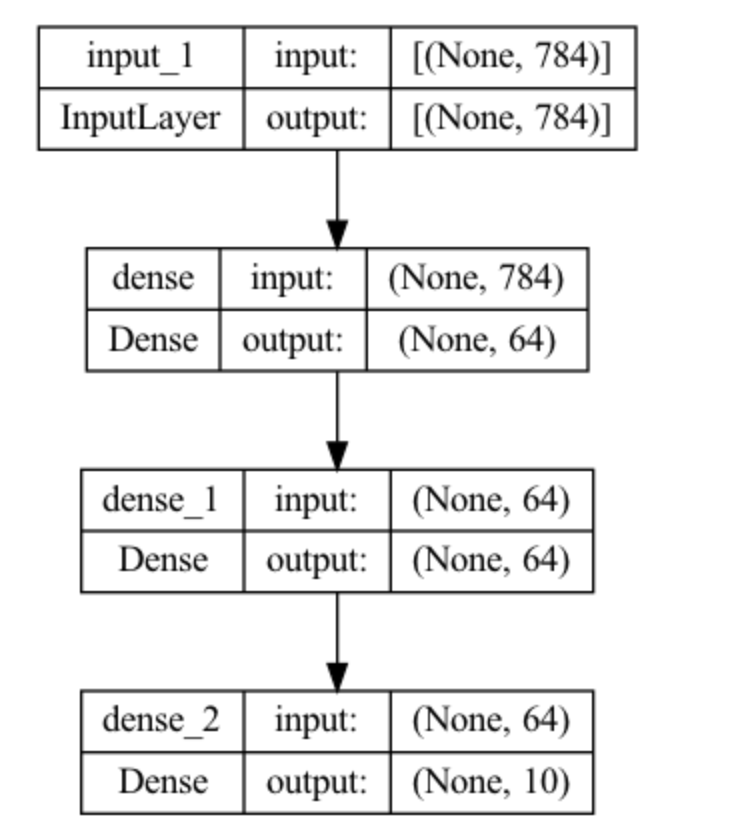 input_1 input: [(None, 784)]
InputLayer output: [(None, 784)]
dense input: (None, 784)
Dense output: (None, 64)
dense_1 input: (None, 64)
Dense output: (None, 64)
dense_2 input: (None, 64)
Dense output: (None, 10)